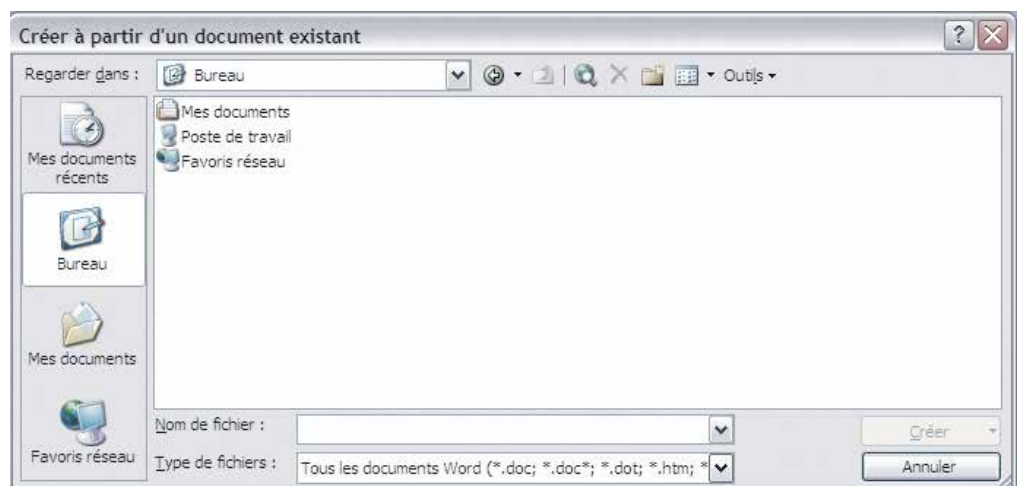 Créer à partir d'un document existant
Regarder dans :
Bureau
Outils
Mes documents
Poste de travail
Favoris réseau
Mes documents
récents
Bureau
Mes documents
Favoris réseau
Nom de fichier :
Créer
Type de fichiers :
Tous les documents Word (*.doc; *.doc*; *.dot; *.htm; *
Annuler